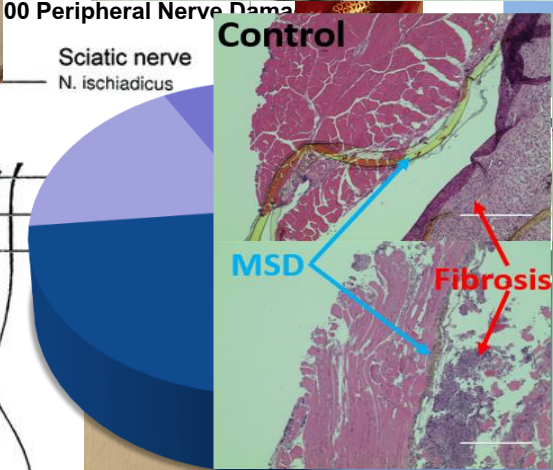 00 Peripheral Nerve Dama
Control
Sciatic nerve
N. ischiadicus
MSD
Fibrosis